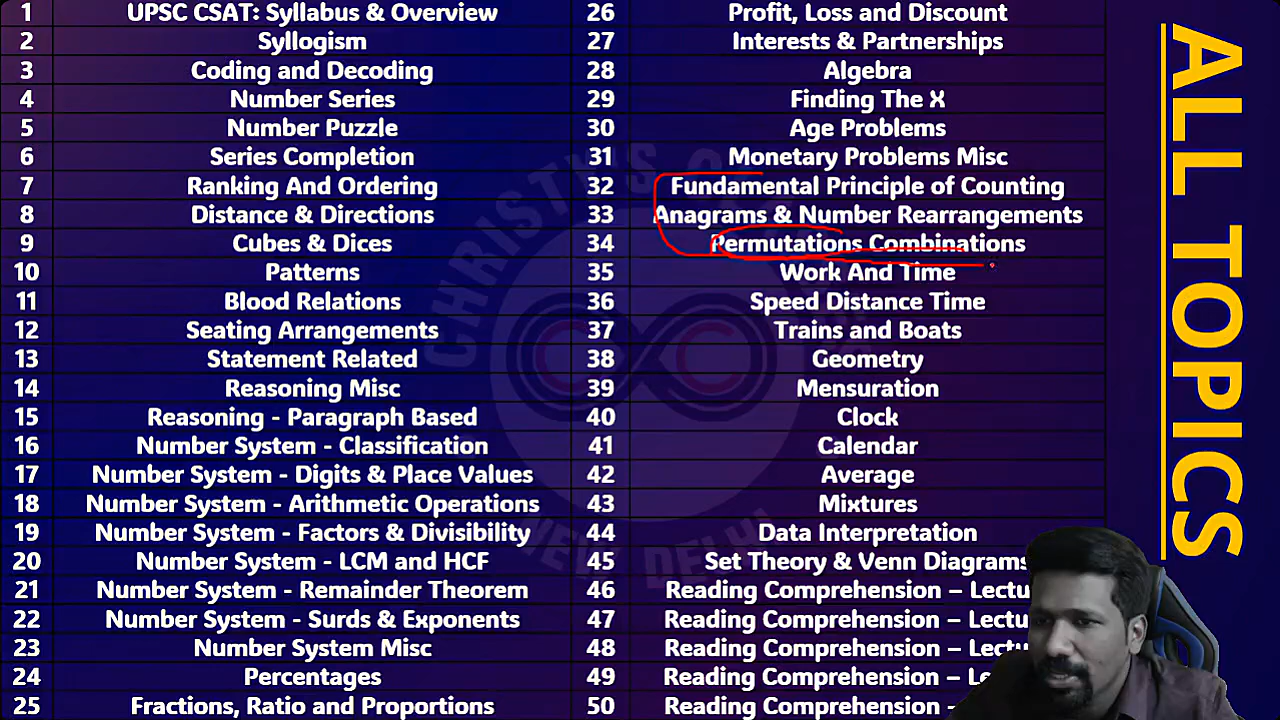 1 UPSC CSAT: Syllabus & Overview
2 Syllogism
3 Coding and Decoding
4 Number Series
5 Number Puzzle
6 Series Completion
7 Ranking And Ordering
8 Distance & Directions
9 Cubes & Dices
10 Patterns
11 Blood Relations
12 Seating Arrangements
13 Statement Related
14 Reasoning Misc
15 Reasoning - Paragraph Based
16 Number System - Classification
17 Number System - Digits & Place Values
18 Number System - Arithmetic Operations
19 Number System - Factors & Divisibility
20 Number System - LCM and HCF
21 Number System - Remainder Theorem
22 Number System - Surds & Exponents
23 Number System Misc
24 Percentages
25 Fractions, Ratio and Proportions
26 Profit, Loss and Discount
27 Interests & Partnerships
28 Algebra
29 Finding The X
30 Age Problems
31 Monetary Problems Misc
32 Fundamental Principle of Counting
33 Anagrams & Number Rearrangements
34 Permutations Combinations
35 Work And Time
36 Speed Distance Time
37 Trains and Boats
38 Geometry
39 Mensuration
40 Clock
41 Calendar
42 Average
43 Mixtures
44 Data Interpretation
45 Set Theory & Venn Diagrams
46 Reading Comprehension –
47 Reading Comprehension –
48 Reading Comprehension –
49 Reading Comprehension –
50 Reading Comprehension -
ALL TOPICS
NEW DELHI